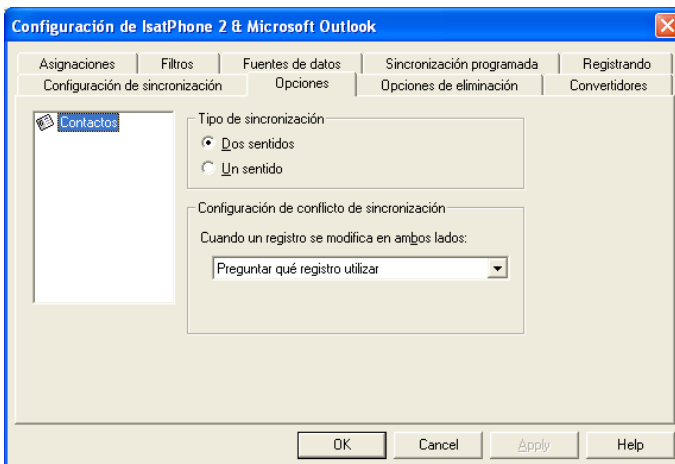 Configuración de IsatPhone 2 & Microsoft Outlook
Asignaciones Filtros Fuentes de datos Sincronización programada Registrando
Configuración de sincronización Opciones Opciones de eliminación Convertidores
Contactos
Tipo de sincronización
Dos sentidos
Un sentido
Configuración de conflicto de sincronización
Cuando un registro se modifica en ambos lados:
Preguntar qué registro utilizar
OK Cancel Apply Help